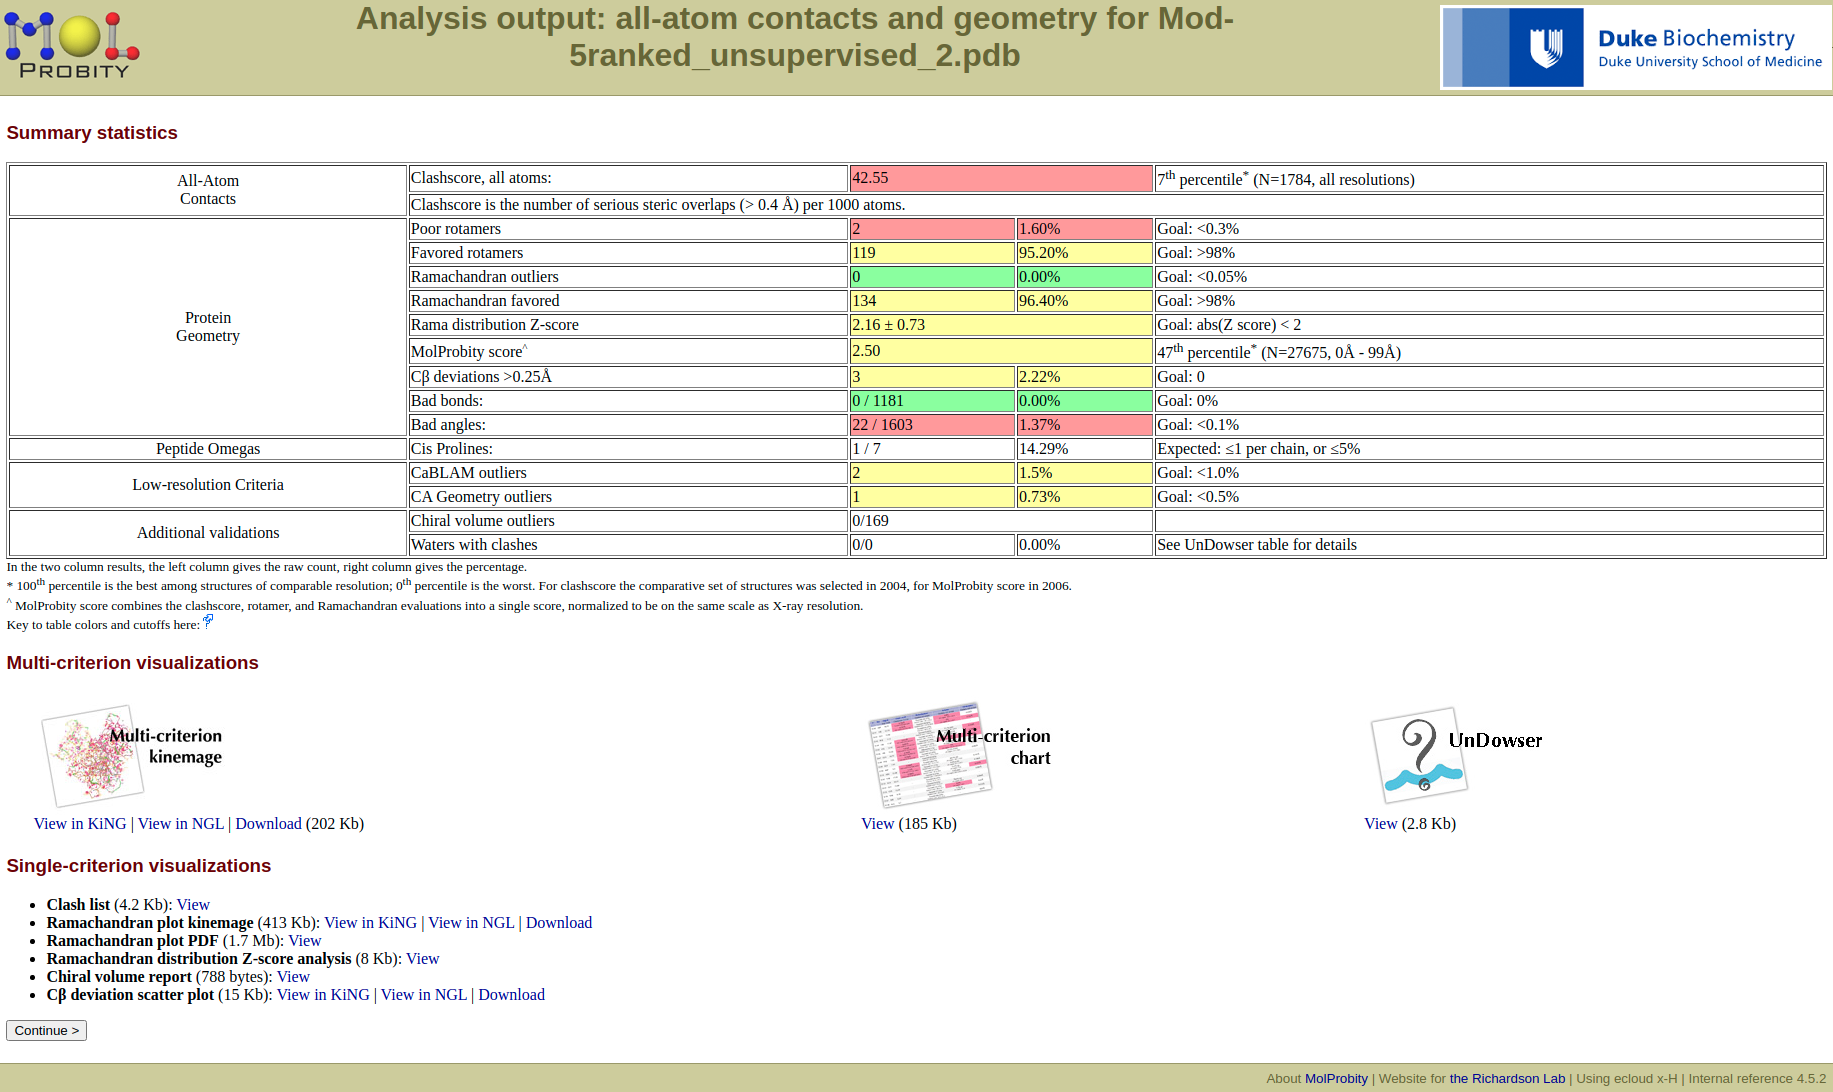 PROBITY
Analysis output: all-atom contacts and geometry for Mod-
5ranked_unsupervised_2.pdb
Duke Biochemistry
Duke University School of Medicine
Summary statistics
All-Atom
Contacts
Clashscore, all atoms: 42.55 7th percentile* (N=1784, all resolutions)
Clashscore is the number of serious steric overlaps (> 0.4 Å) per 1000 atoms.
Protein
Geometry
Poor rotamers 2 1.60% Goal: <0.3%
Favored rotamers 119 95.20% Goal: >98%
Ramachandran outliers 0 0.00% Goal: <0.05%
Ramachandran favored 134 96.40% Goal: >98%
Rama distribution Z-score 2.16 ± 0.73 Goal: abs(Z score) < 2
MolProbity score^ 2.50 47th percentile* (N=27675, 0Å - 99Å)
Cβ deviations >0.25Å 3 2.22% Goal: 0
Bad bonds: 0 / 1181 0.00% Goal: 0%
Bad angles: 22 / 1603 1.37% Goal: <0.1%
Peptide Omegas Cis Prolines: 1 / 7 14.29% Expected: ≤1 per chain, or ≤5%
Low-resolution Criteria
CaBLAM outliers 2 1.5% Goal: <1.0%
CA Geometry outliers 1 0.73% Goal: <0.5%
Additional validations
Chiral volume outliers 0/169
Waters with clashes 0/0 0.00% See UnDowser table for details
In the two column results, the left column gives the raw count, right column gives the percentage.
* 100th percentile is the best among structures of comparable resolution; 0th percentile is the worst. For clashscore the comparative set of structures was selected in 2004, for MolProbity score in 2006.
^ MolProbity score combines the clashscore, rotamer, and Ramachandran evaluations into a single score, normalized to be on the same scale as X-ray resolution.
Key to table colors and cutoffs here: ?
Multi-criterion visualizations
Multi-criterion
kinemage
Multi-criterion
chart
UnDowser
View in KiNG | View in NGL | Download (202 Kb)
View (185 Kb)
View (2.8 Kb)
Single-criterion visualizations
• Clash list (4.2 Kb): View
• Ramachandran plot kinemage (413 Kb): View in KiNG | View in NGL | Download
• Ramachandran plot PDF (1.7 Mb): View
• Ramachandran distribution Z-score analysis (8 Kb): View
• Chiral volume report (788 bytes): View
• Cβ deviation scatter plot (15 Kb): View in KiNG | View in NGL | Download
Continue >
About MolProbity | Website for the Richardson Lab | Using ecloud x-H | Internal reference 4.5.2